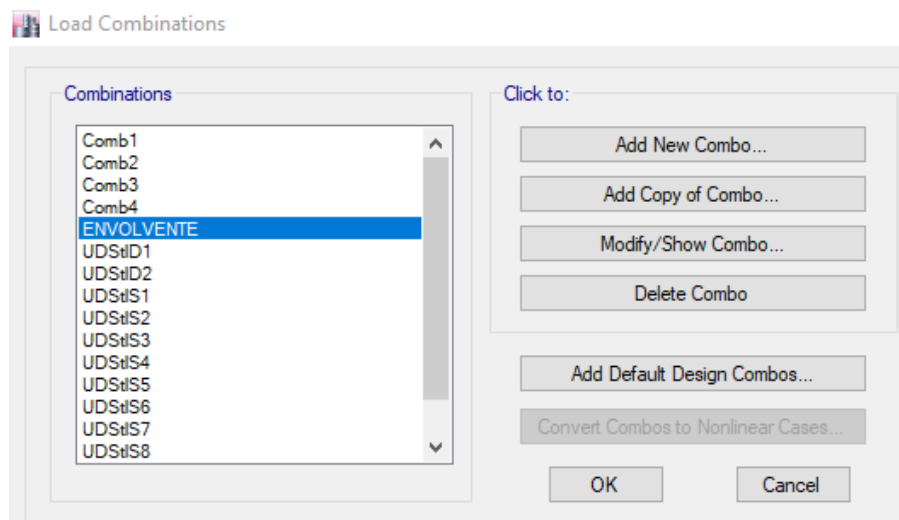 Load Combinations
Combinations
Comb1
Comb2
Comb3
Comb4
ENVOLVENTE
UDStlD1
UDStlD2
UDStlS1
UDStlS2
UDStlS3
UDStlS4
UDStlS5
UDStlS6
UDStlS7
UDStlS8
Click to:
Add New Combo...
Add Copy of Combo...
Modify/Show Combo...
Delete Combo
Add Default Design Combos...
Convert Combos to Nonlinear Cases...
OK
Cancel